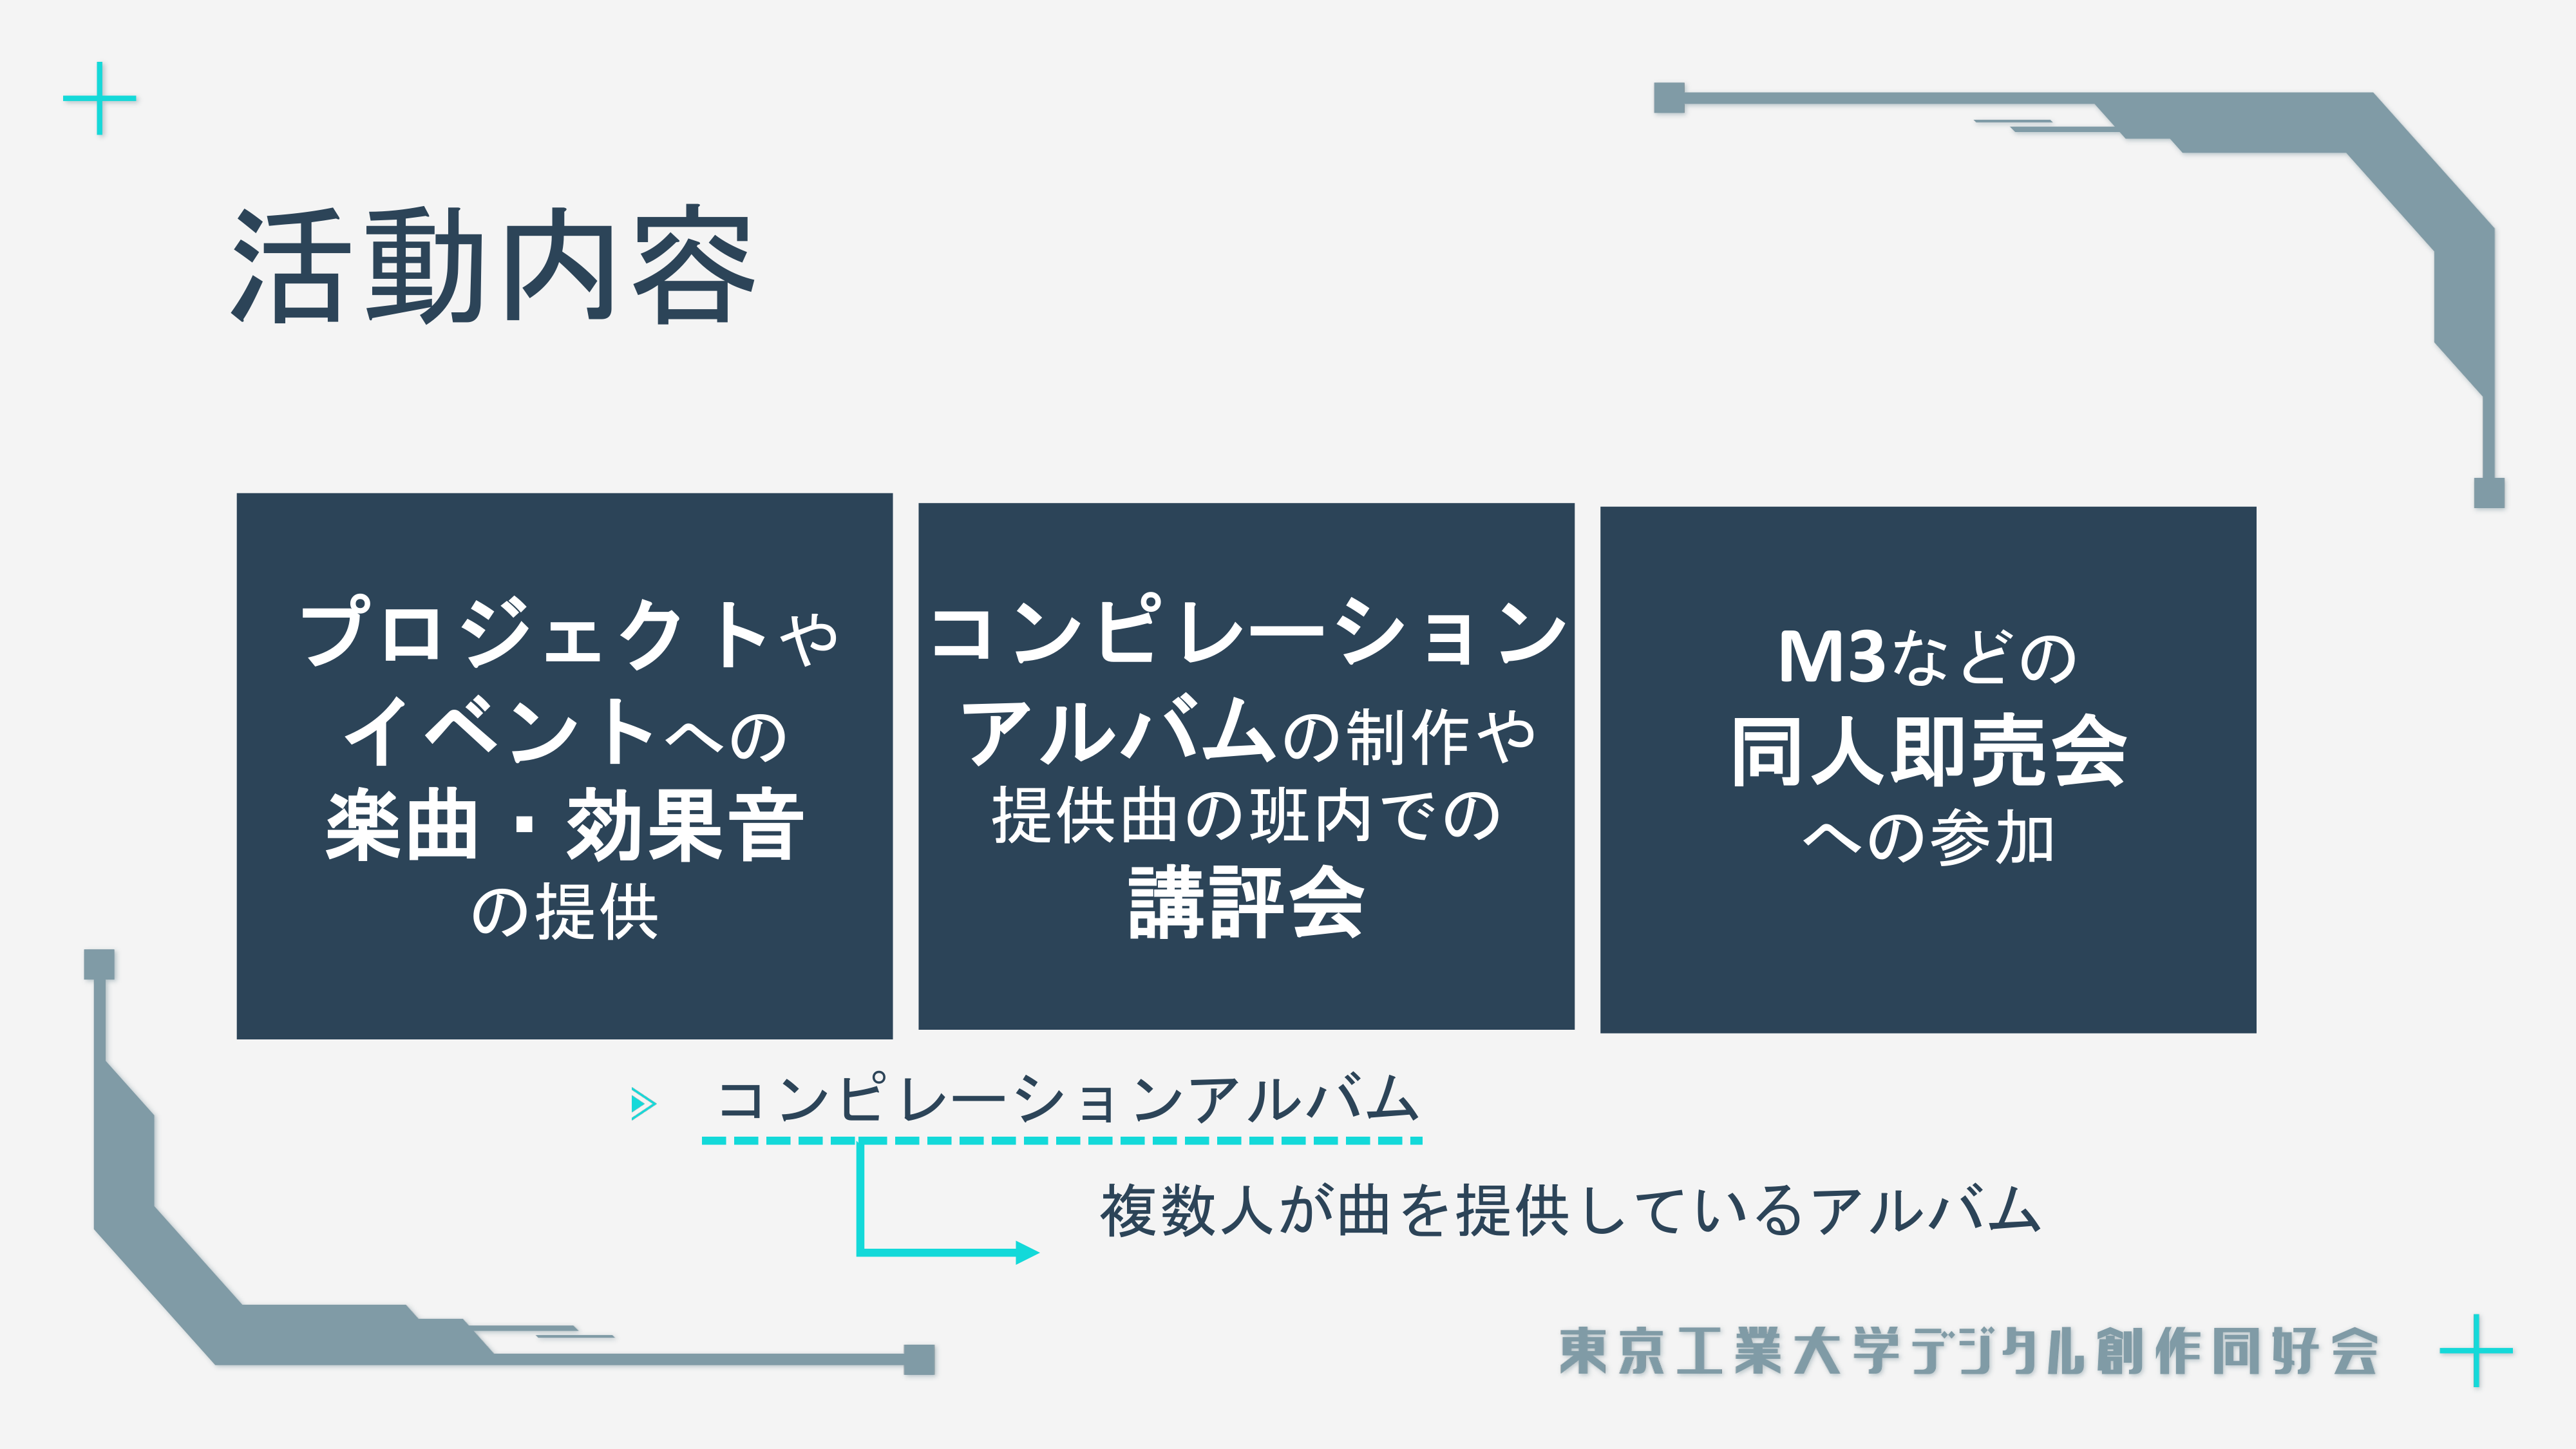 活動内容
プロジェクトや
イベントへの
楽曲・効果音
の提供
コンピレーション
アルバムの制作や
提供曲の班内での
講評会
M3などの
同人即売会
への参加
コンピレーションアルバム
複数人が曲を提供しているアルバム
東京工業大学デジタル創作同好会